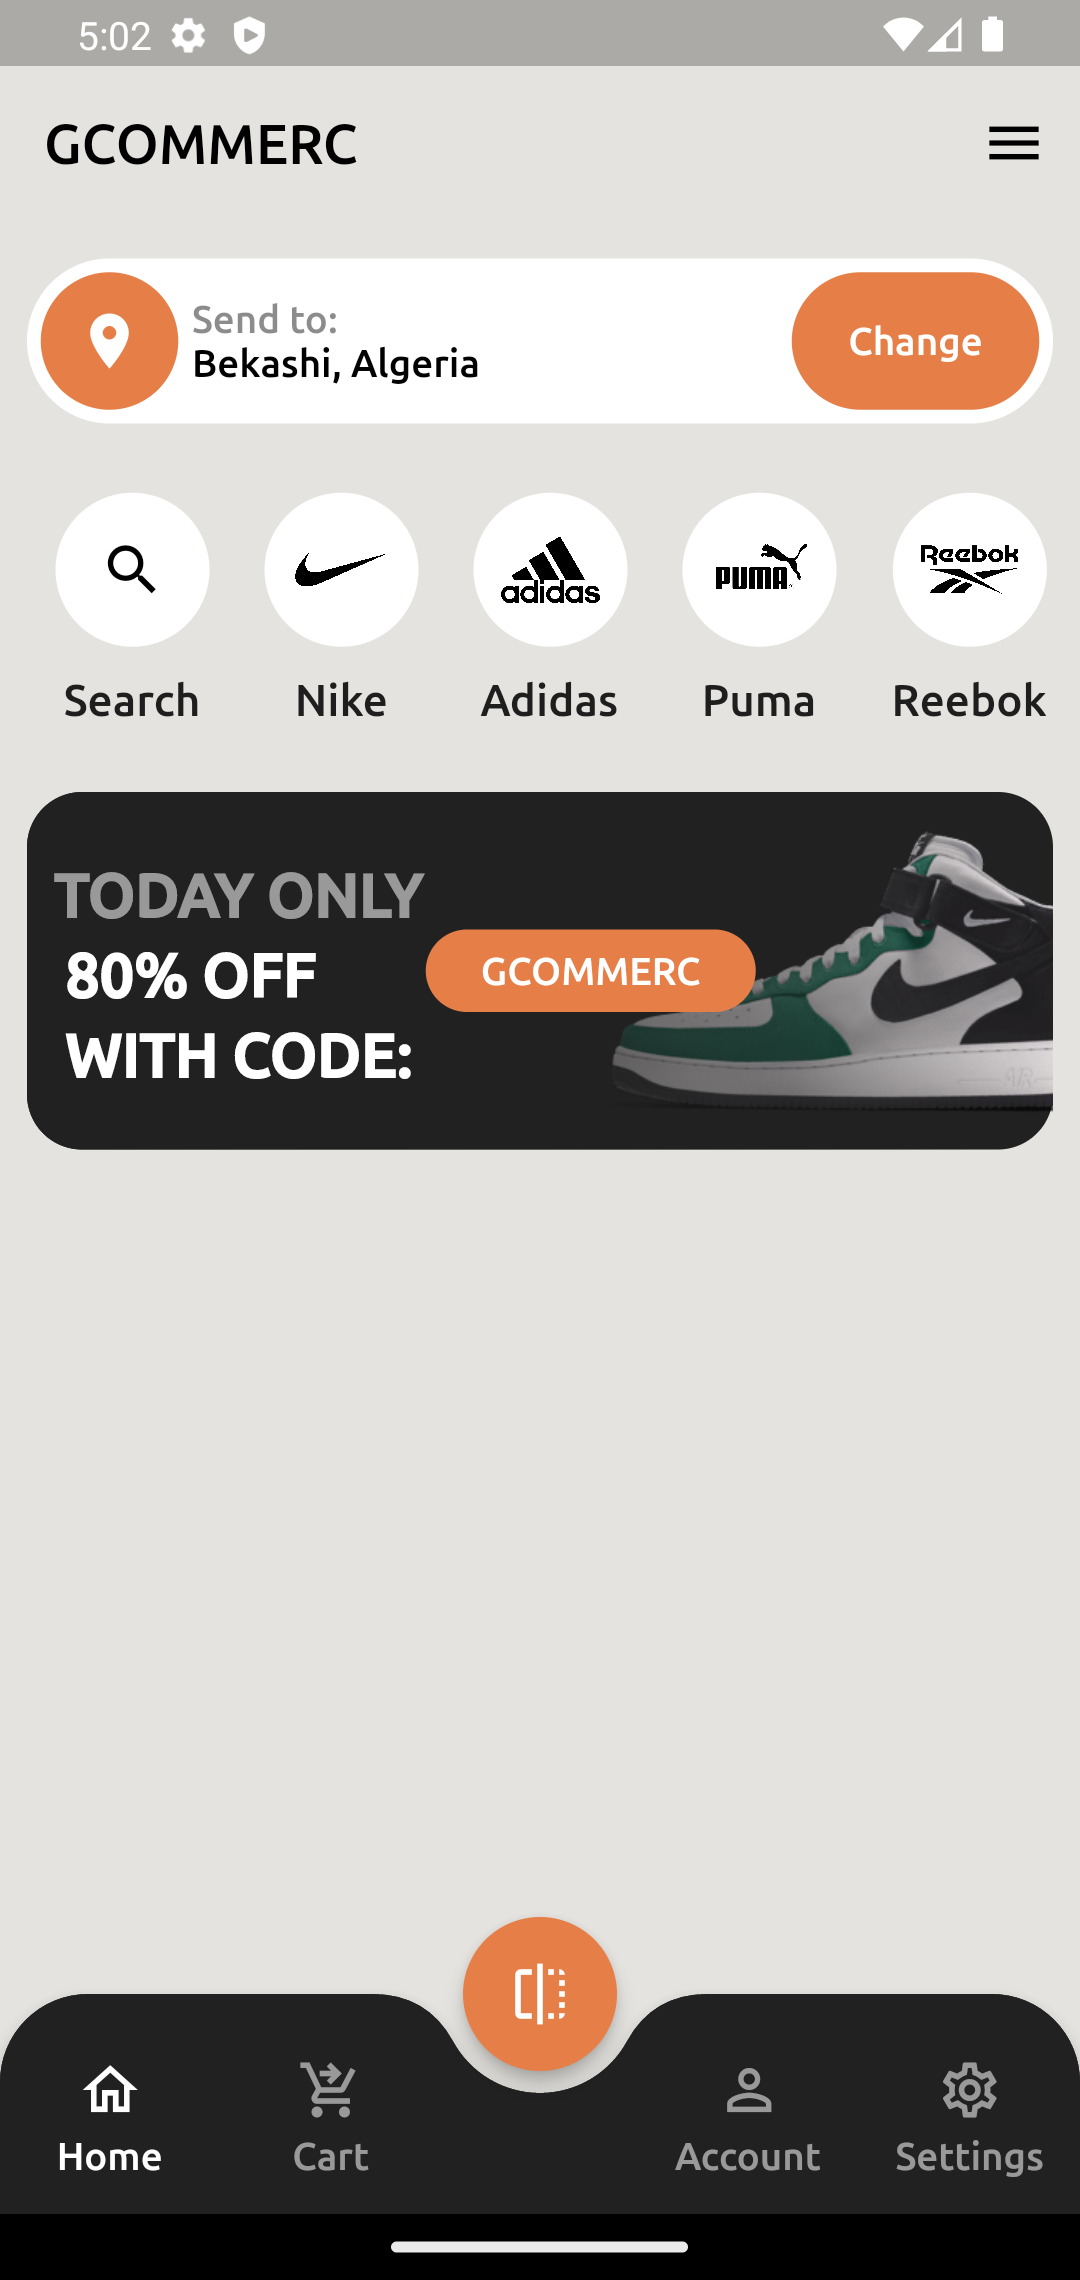 5:02
GCOMMERC
Send to:
Bekashi, Algeria
Change
adidas
PUMA
Reebok
Search
Nike
Adidas
Puma
Reebok
TODAY ONLY
80% OFF
WITH CODE:
GCOMMERC
AIR
Home
Cart
Account
Settings